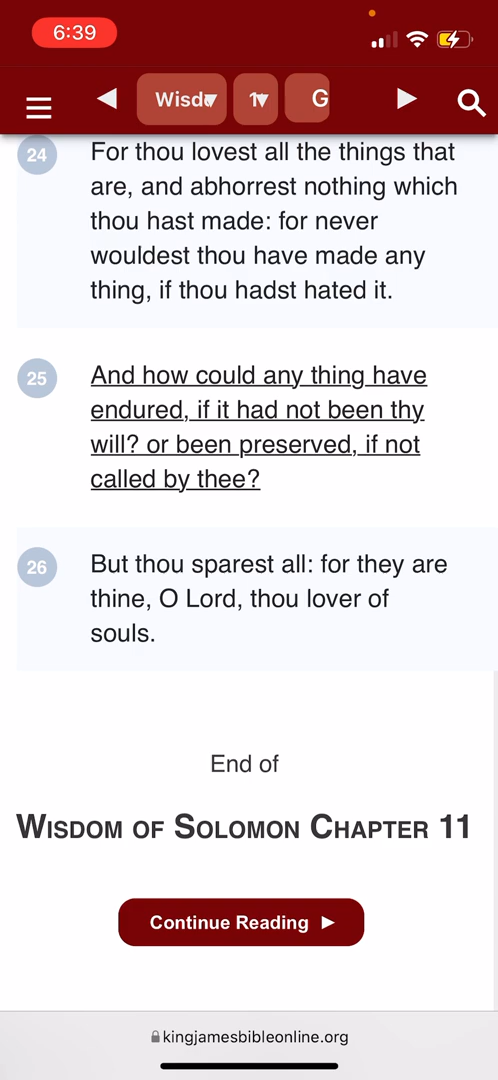 6:39
Wisd
1
G
24 For thou lovest all the things that
are, and abhorrest nothing which
thou hast made: for never
wouldest thou have made any
thing, if thou hadst hated it.
25 And how could any thing have
endured, if it had not been thy
will? or been preserved, if not
called by thee?
26 But thou sparest all: for they are
thine, O Lord, thou lover of
souls.
End of
WISDOM OF SOLOMON CHAPTER 11
Continue Reading ►
kingjamesbibleonline.org